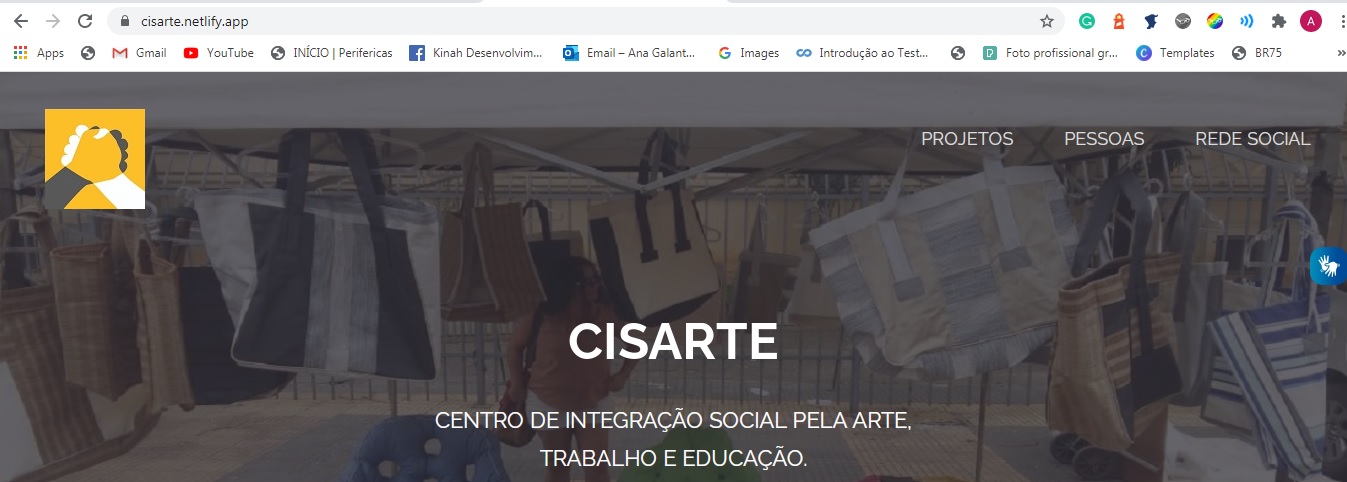 cisarte.netlify.app
A
Apps Gmail YouTube INÍCIO | Perifericas Kinah Desenvolvim... Email – Ana Galant... Images Introdução ao Test... Foto profissional gr... Templates BR75 »
PROJETOS PESSOAS REDE SOCIAL
CISARTE
CENTRO DE INTEGRAÇÃO SOCIAL PELA ARTE,
TRABALHO E EDUCAÇÃO.